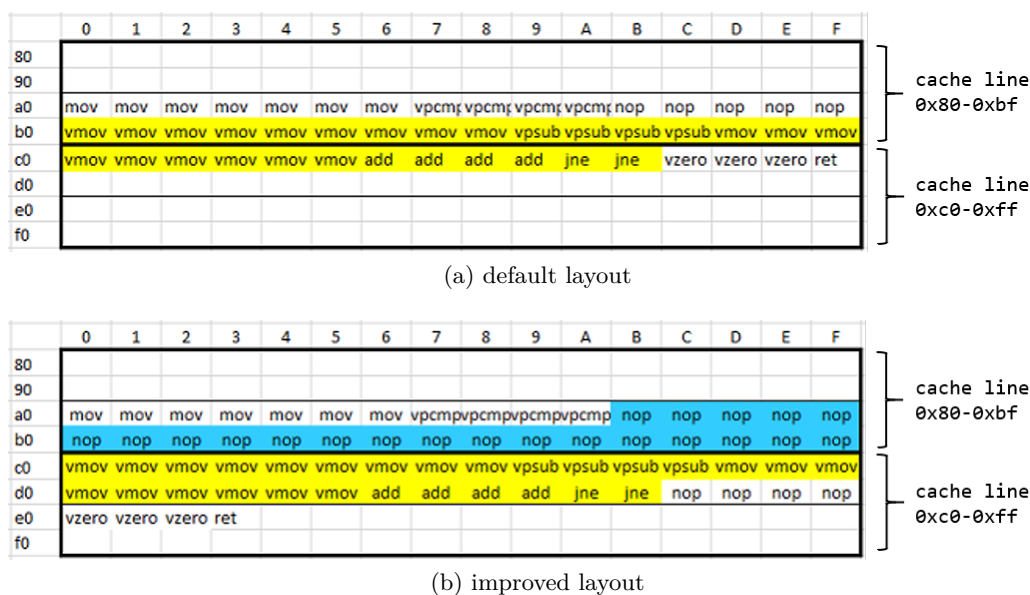 0 1 2 3 4 5 6 7 8 9 A B C D E F
80
90
cache line
0x80-0xbf
a0 mov mov mov mov mov mov mov vpcmp vpcmp vpcmp vpcmp nop nop nop nop nop
b0 vmov vmov vmov vmov vmov vmov vmov vmov vmov vpsub vpsub vpsub vpsub vmov vmov vmov
c0 vmov vmov vmov vmov vmov vmov add add add add jne jne vzero vzero vzero ret
d0
cache line
0xc0-0xff
e0
f0
(a) default layout
0 1 2 3 4 5 6 7 8 9 A B C D E F
80
90
cache line
0x80-0xbf
a0 mov mov mov mov mov mov mov vpcmp vpcmp vpcmp vpcmp nop nop nop nop nop
b0 nop nop nop nop nop nop nop nop nop nop nop nop nop nop nop nop
c0 vmov vmov vmov vmov vmov vmov vmov vmov vmov vpsub vpsub vpsub vpsub vmov vmov vmov
d0 vmov vmov vmov vmov vmov vmov add add add add jne jne nop nop nop nop
cache line
0xc0-0xff
e0 vzero vzero vzero ret
f0
(b) improved layout